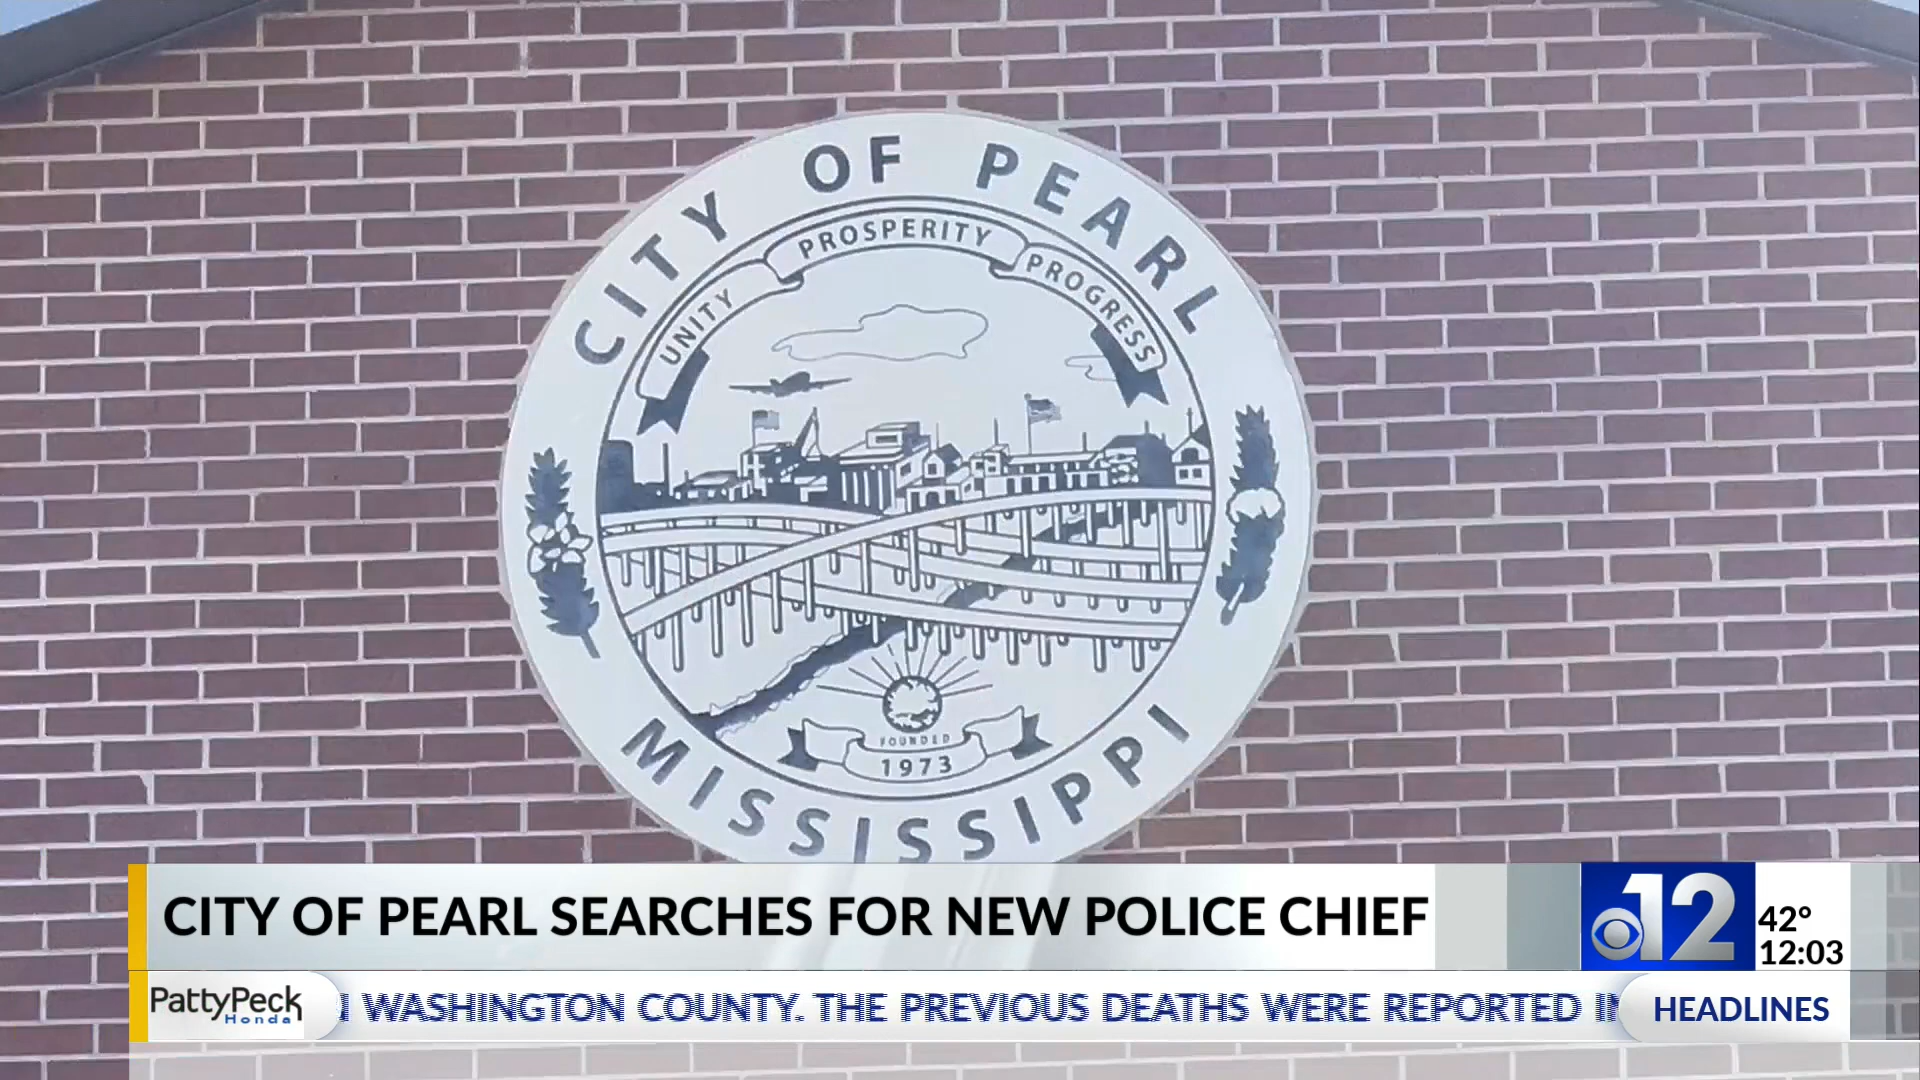 CITY OF PEARL
UNITY PROSPERITY PROGRESS
FOUNDED
1973
MISSISSIPPI
CITY OF PEARL SEARCHES FOR NEW POLICE CHIEF
12
42°
12:03
PattyPeck
Honda
WASHINGTON COUNTY. THE PREVIOUS DEATHS WERE REPORTED
HEADLINES